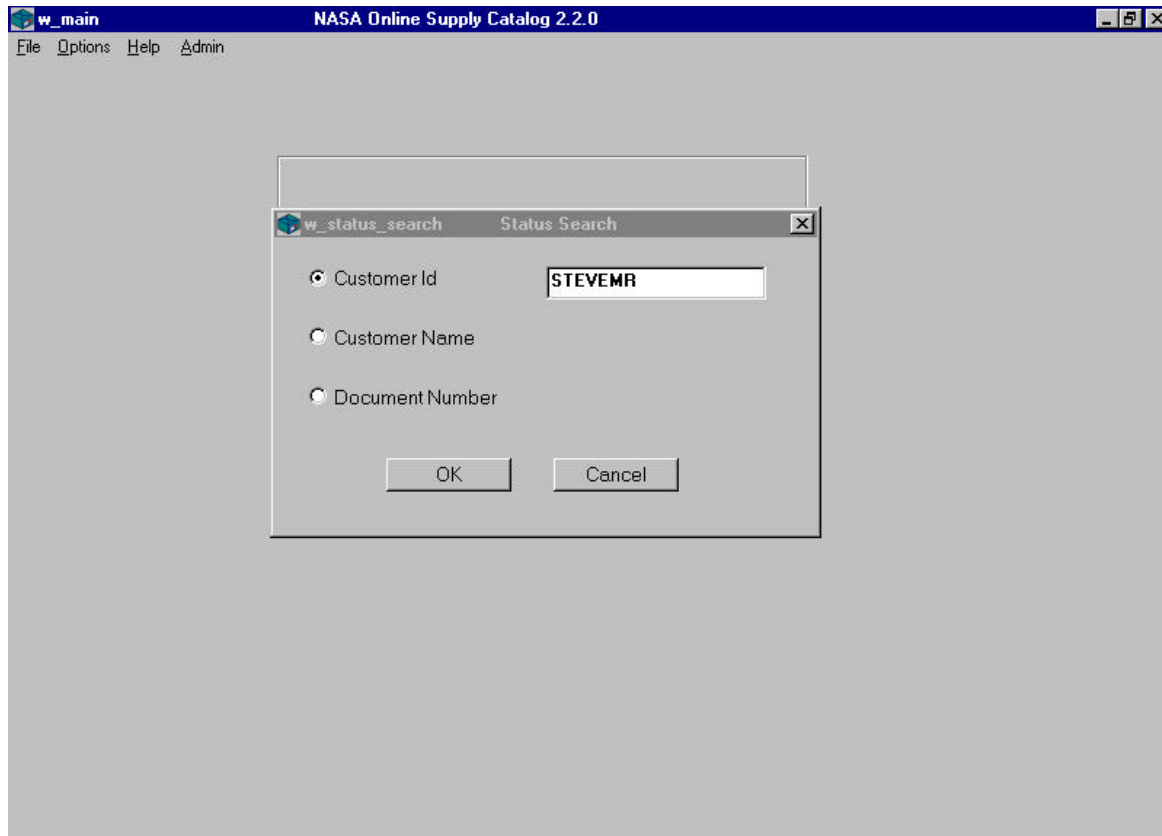 w_main NASA Online Supply Catalog 2.2.0
File Options Help Admin
w_status_search Status Search
Customer Id STEVEMR
Customer Name
Document Number
OK Cancel